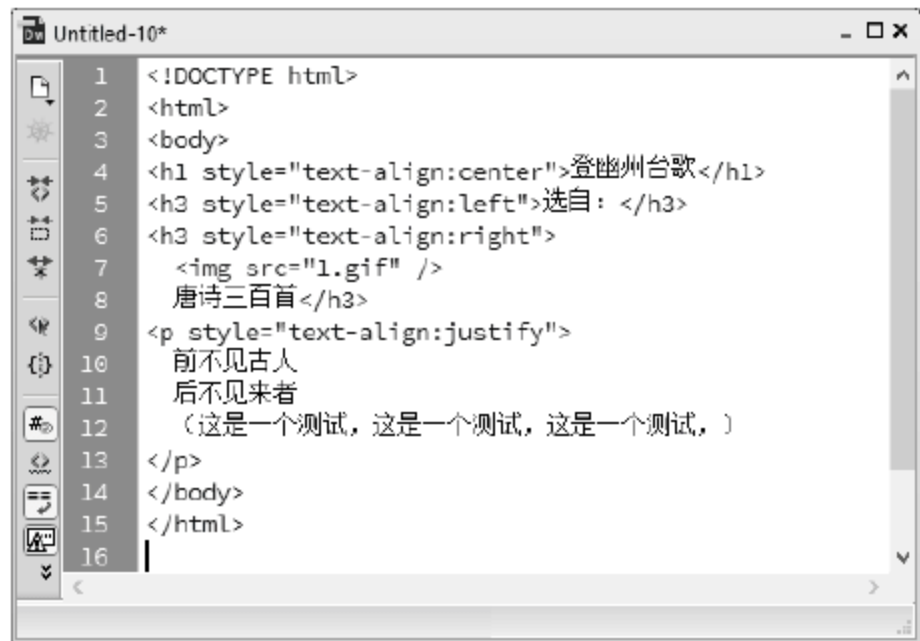 Untitled-10*
1 <!DOCTYPE html>
2 <html>
3 <body>
4 <h1 style="text-align:center">登幽州台歌</h1>
5 <h3 style="text-align:left">选自：</h3>
6 <h3 style="text-align:right">
7 <img src="1.gif" />
8 唐诗三百首</h3>
9 <p style="text-align:justify">
10 前不见古人
11 后不见来者
12 （这是一个测试，这是一个测试，这是一个测试，）
13 </p>
14 </body>
15 </html>
16